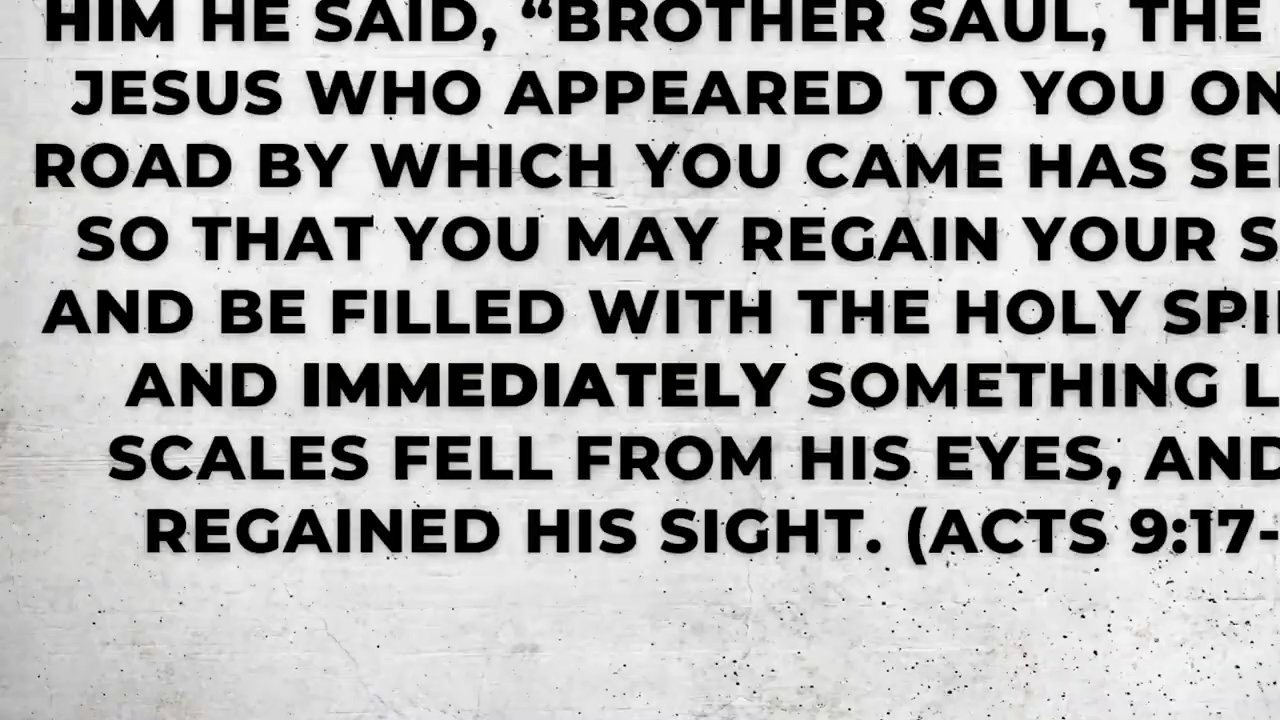 HIM HE SAID, “BROTHER SAUL, THE
JESUS WHO APPEARED TO YOU ON
ROAD BY WHICH YOU CAME HAS SE
SO THAT YOU MAY REGAIN YOUR S
AND BE FILLED WITH THE HOLY SPI
AND IMMEDIATELY SOMETHING L
SCALES FELL FROM HIS EYES, AND
REGAINED HIS SIGHT. (ACTS 9:17-